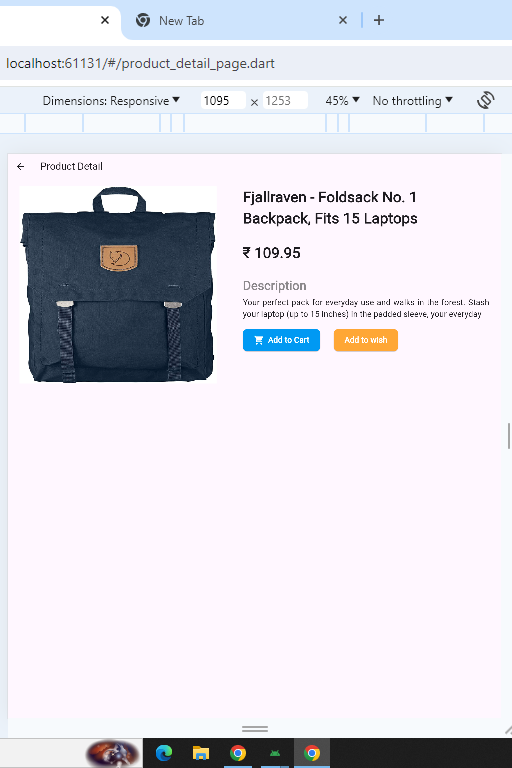 New Tab
localhost:61131/#/product_detail_page.dart
Dimensions: Responsive 1095 × 1253 45% No throttling
Product Detail
Fjallraven - Foldsack No. 1
Backpack, Fits 15 Laptops
₹ 109.95
Description
Your perfect pack for everyday use and walks in the forest. Stash
your laptop (up to 15 inches) in the padded sleeve, your everyday
Add to Cart Add to wish